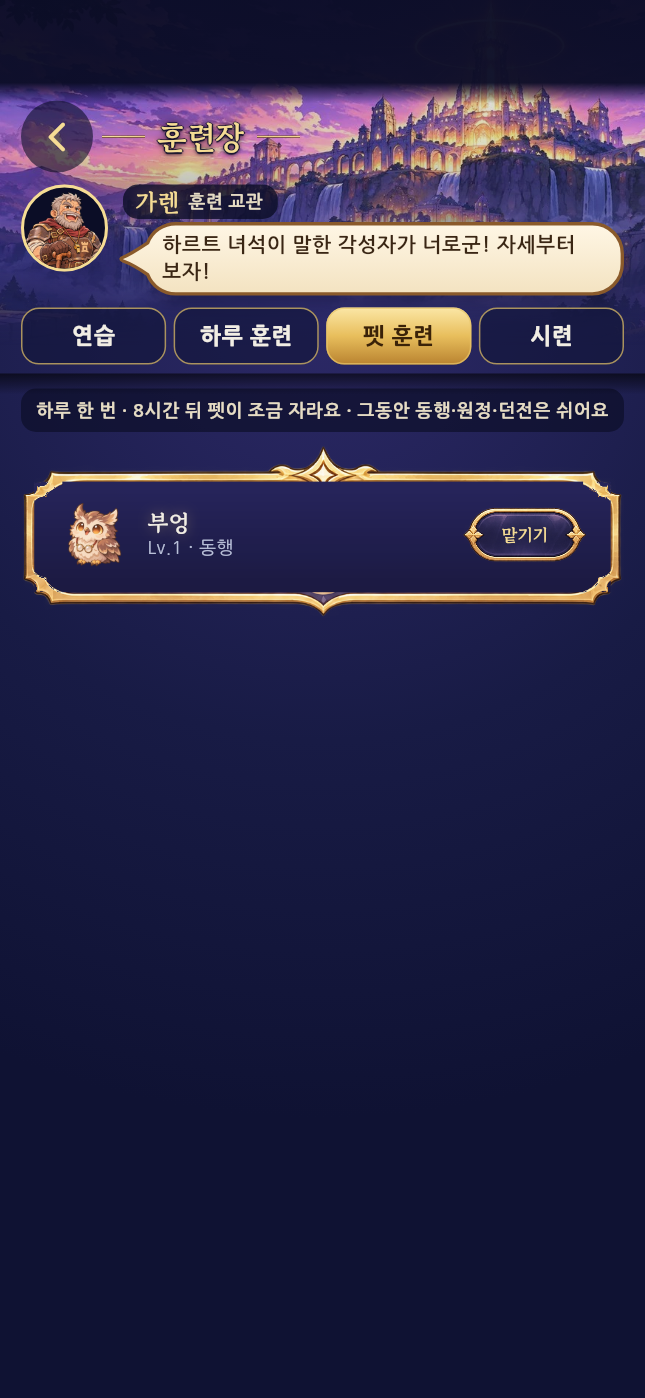 훈련장
가렌 훈련 교관
하르트 녀석이 말한 각성자가 너로군! 자세부터
보자!
연습 하루 훈련 펫 훈련 시련
하루 한 번 · 8시간 뒤 펫이 조금 자라요 · 그동안 동행·원정·던전은 쉬어요
부엉
Lv.1 · 동행
맡기기